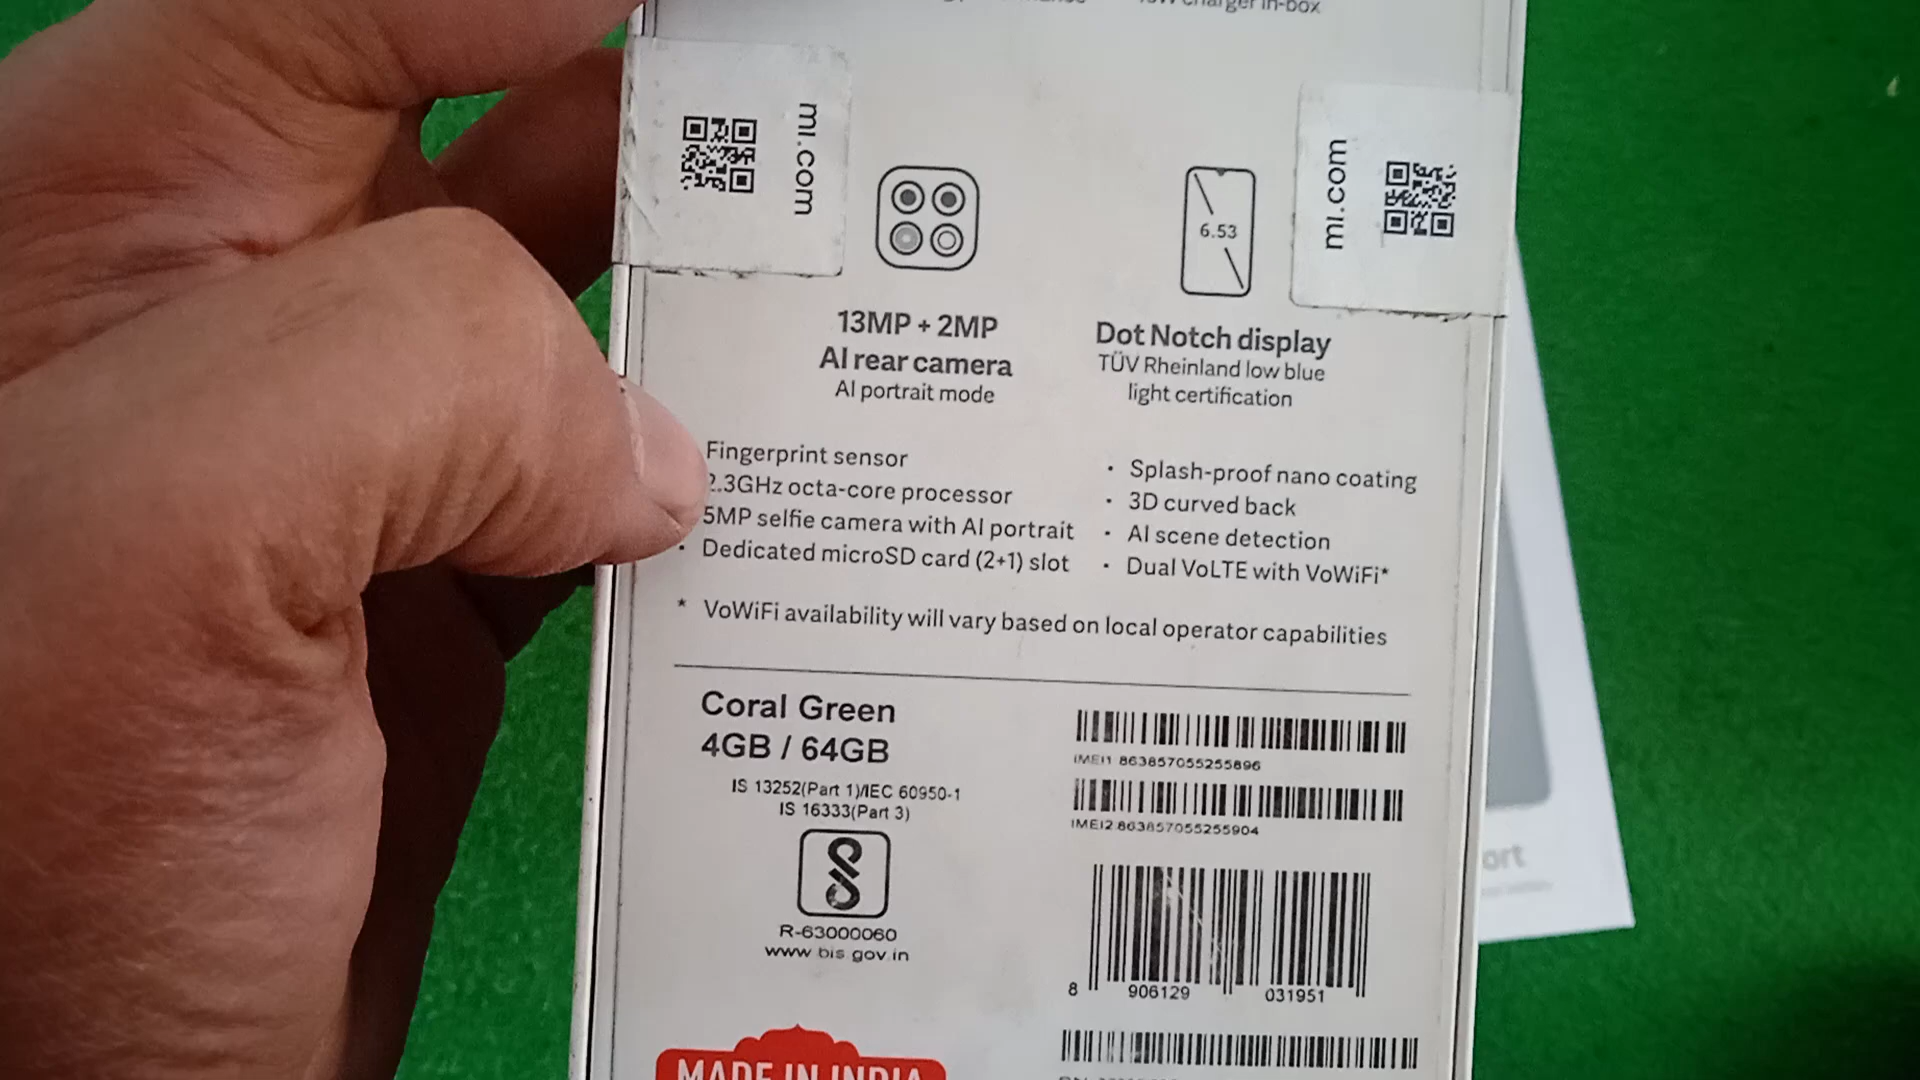 charger in-box
mi.com
mi.com
6.53
13MP + 2MP
AI rear camera
AI portrait mode
Dot Notch display
TÜV Rheinland low blue
light certification
Fingerprint sensor
2.3GHz octa-core processor
5MP selfie camera with AI portrait
• Dedicated microSD card (2+1) slot
• Splash-proof nano coating
• 3D curved back
• AI scene detection
• Dual VoLTE with VoWiFi*
* VoWiFi availability will vary based on local operator capabilities
Coral Green
4GB / 64GB
IS 13252(Part 1)/IEC 60950-1
IS 16333(Part 3)
R-63000060
www bis gov.in
IMEI1 863857055255896
IMEI2:863857055255904
8 906129 031951
MADE IN INDIA